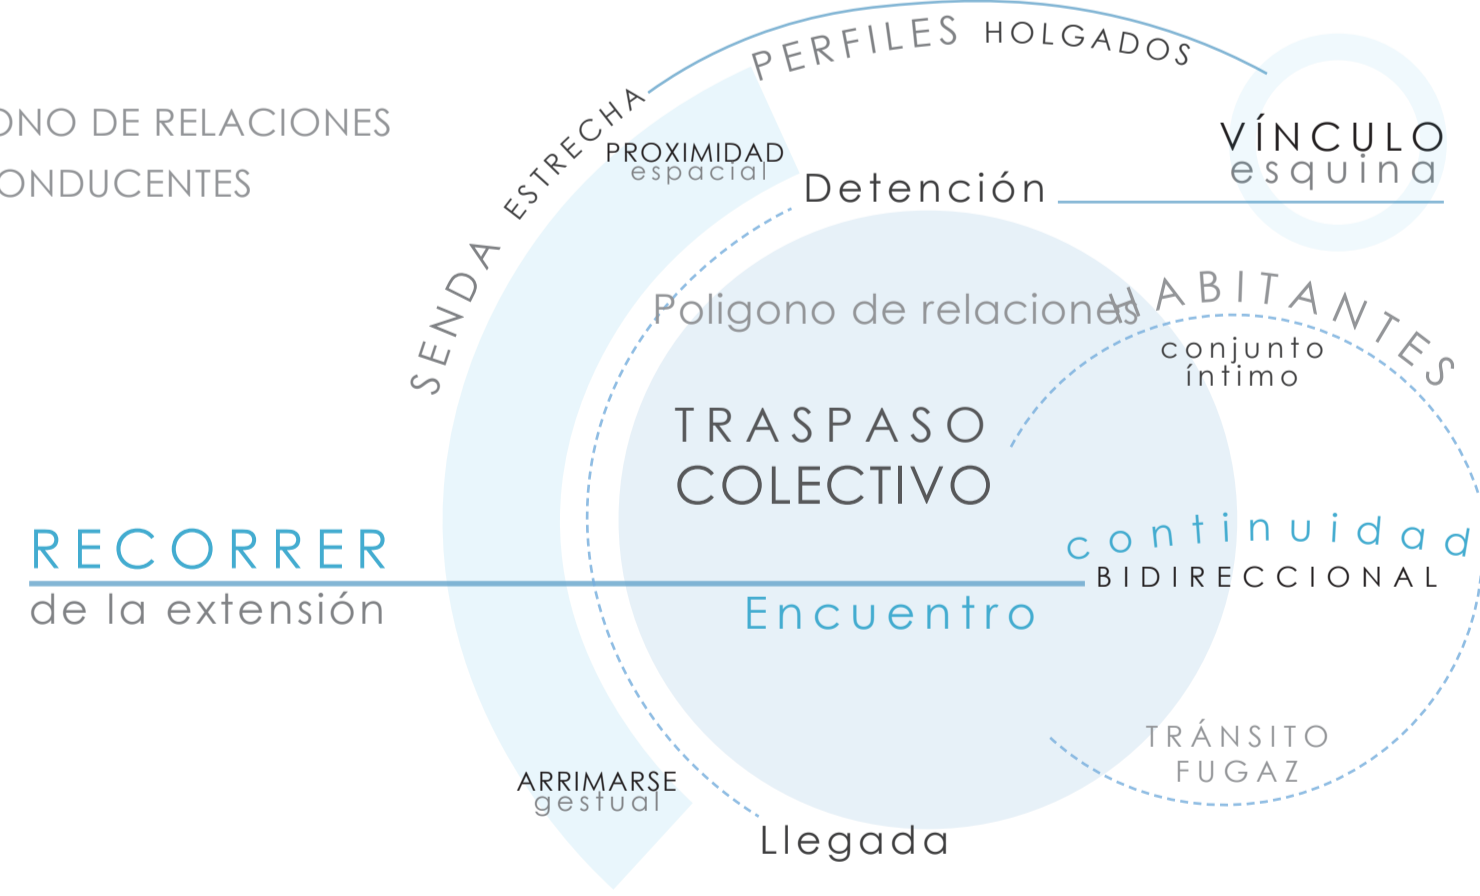 PERFILES HOLGADOS
ONO DE RELACIONES
ONDUCENTES
SENDA ESTRECHA
PROXIMIDAD
espacial
VÍNCULO
esquina
Detención
Poligono de relaciones
HABITANTES
conjunto
íntimo
TRASPASO
COLECTIVO
RECORRER
de la extensión
continuidad
BIDIRECCIONAL
Encuentro
TRÁNSITO
FUGAZ
ARRIMARSE
gestual
Llegada